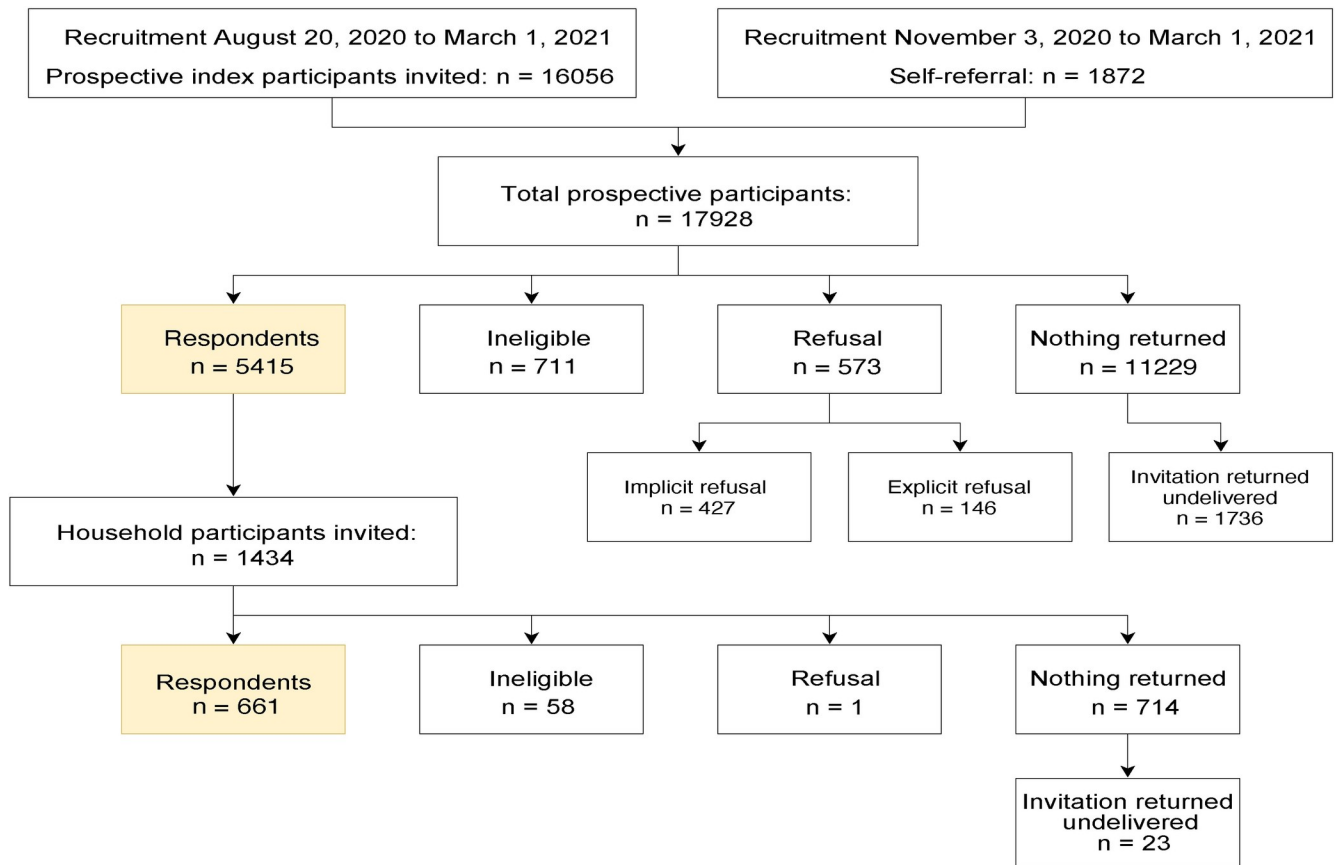 Recruitment August 20, 2020 to March 1, 2021
Prospective index participants invited: n = 16056
Recruitment November 3, 2020 to March 1, 2021
Self-referral: n = 1872
Total prospective participants:
n = 17928
Respondents
n = 5415
Ineligible
n = 711
Refusal
n = 573
Nothing returned
n = 11229
Implicit refusal
n = 427
Explicit refusal
n = 146
Invitation returned
undelivered
n = 1736
Household participants invited:
n = 1434
Respondents
n = 661
Ineligible
n = 58
Refusal
n = 1
Nothing returned
n = 714
Invitation returned
undelivered
n = 23